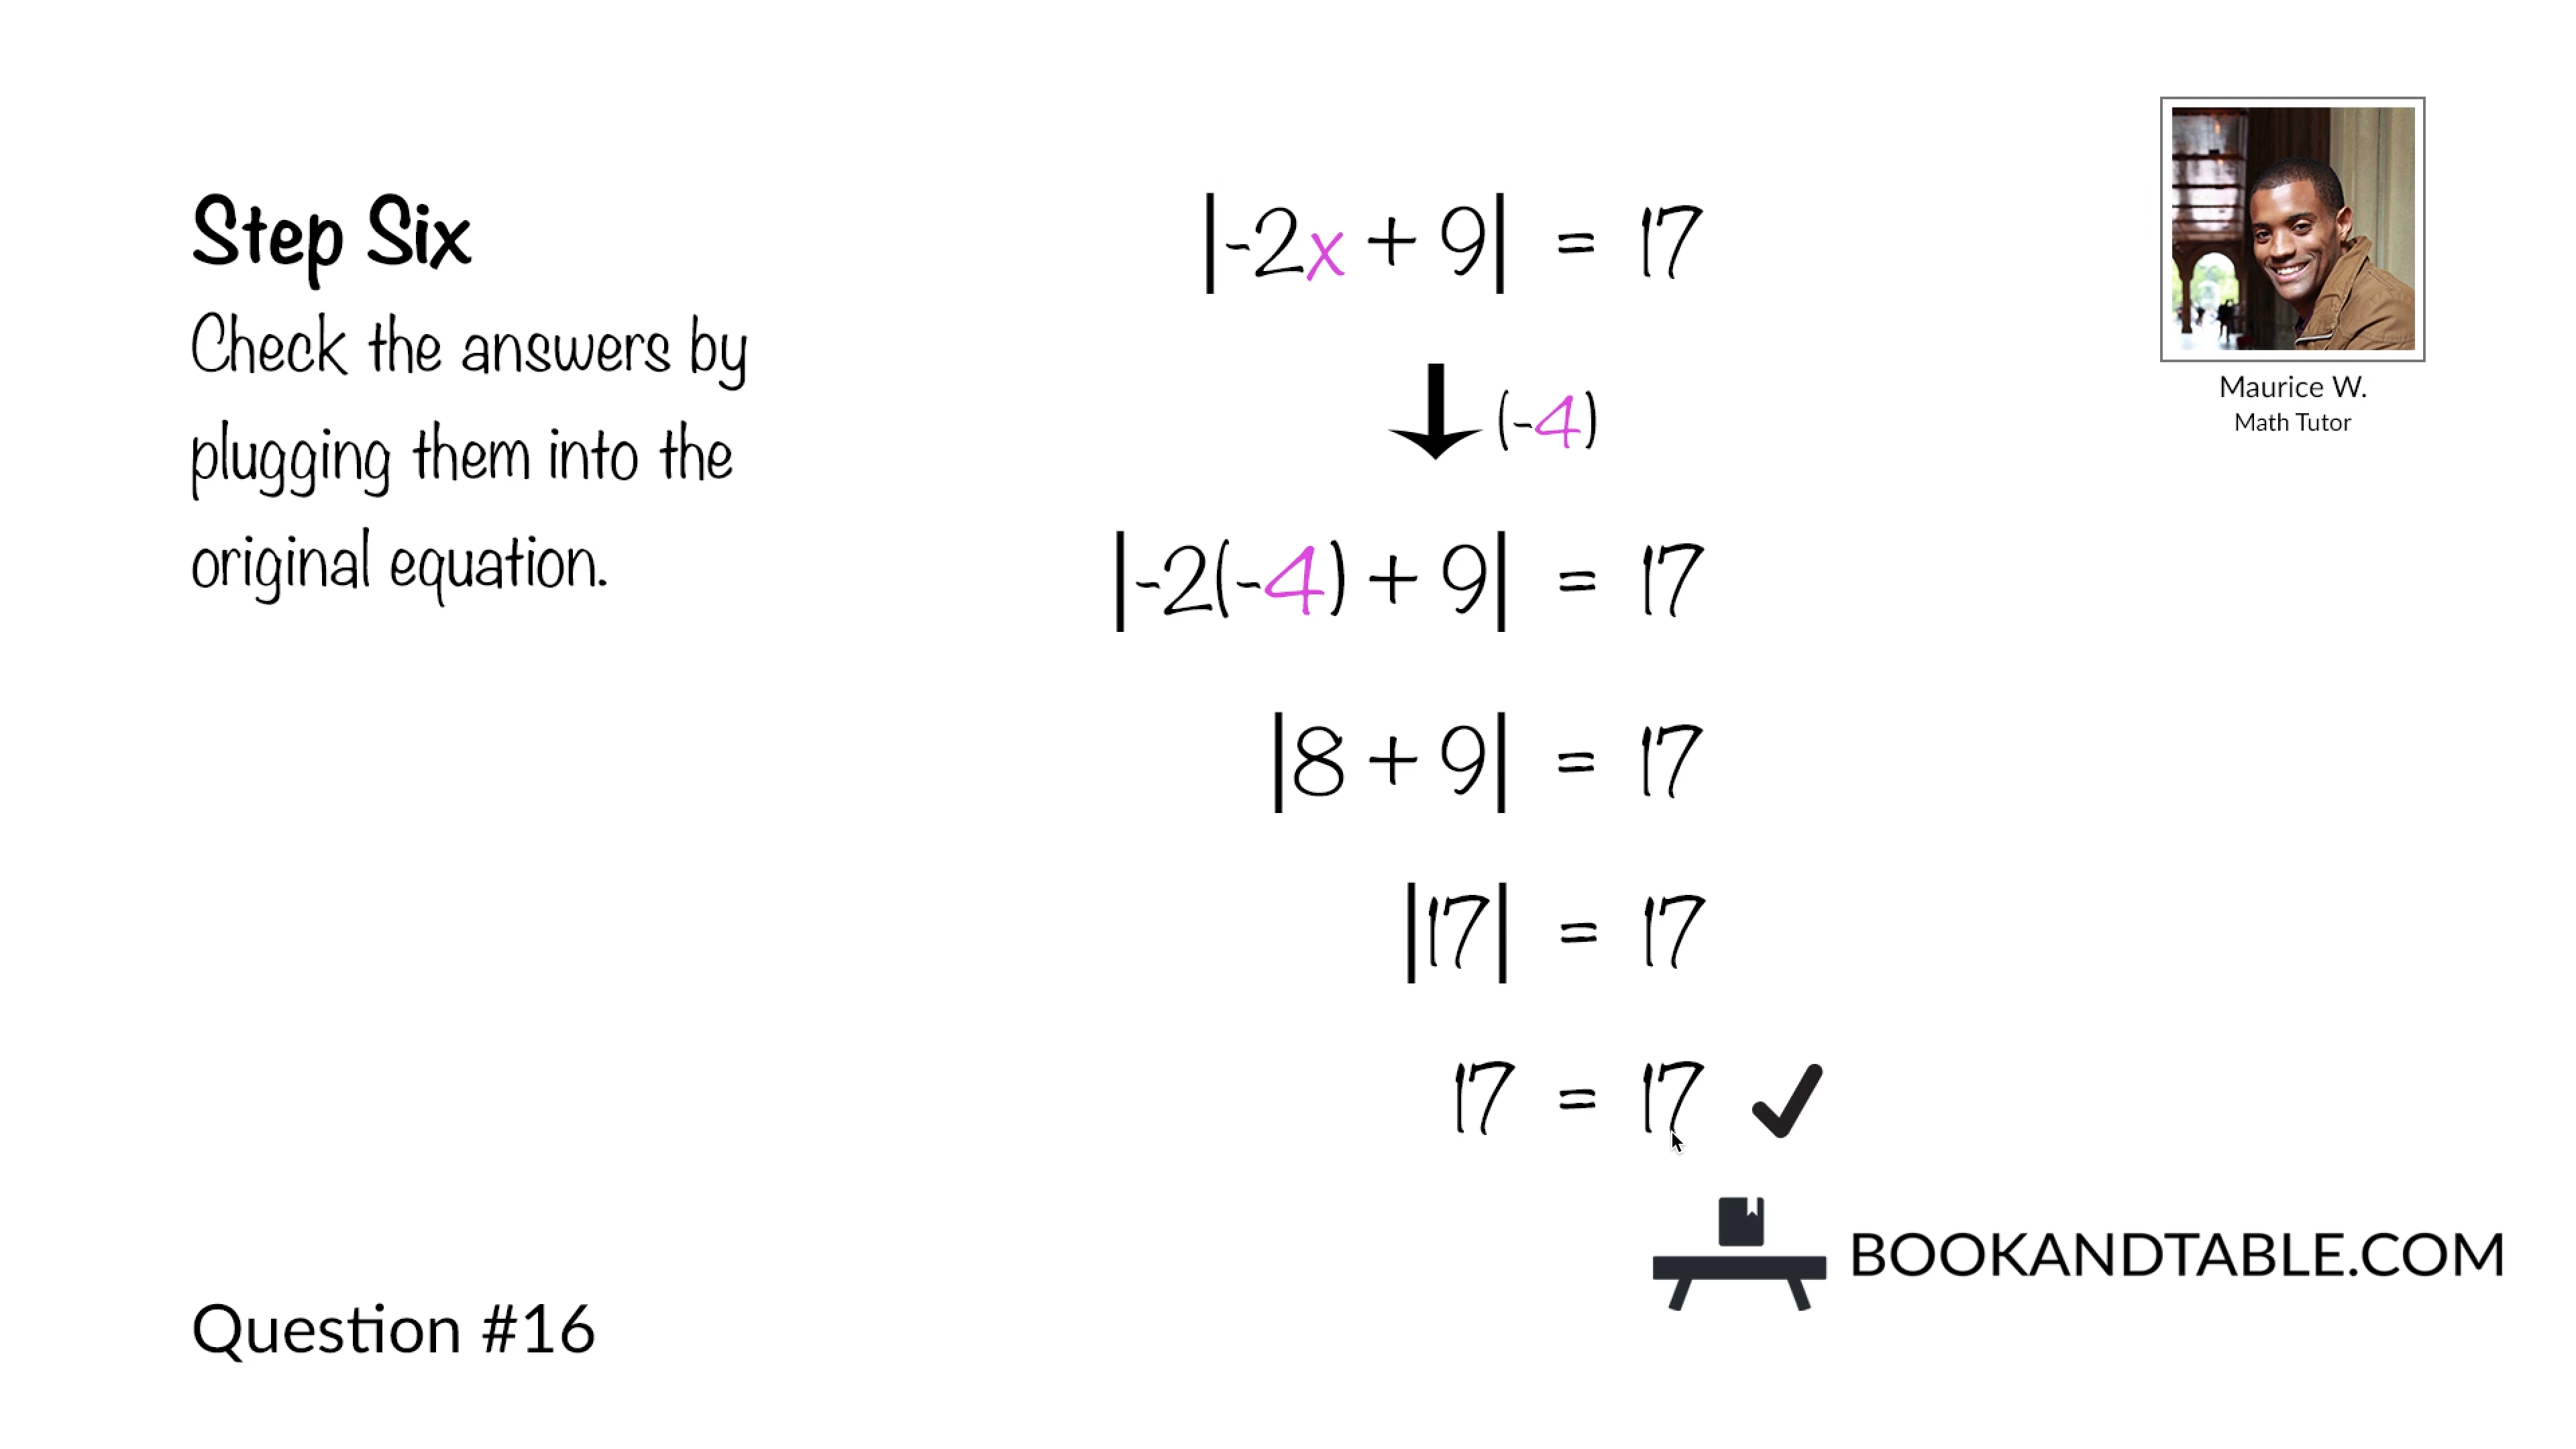 Step Six
Check the answers by
plugging them into the
original equation.
|-2x + 9| = 17
(-4)
|-2(-4) + 9| = 17
|8 + 9| = 17
|17| = 17
17 = 17 ✓
Maurice W.
Math Tutor
BOOKANDTABLE.COM
Question #16